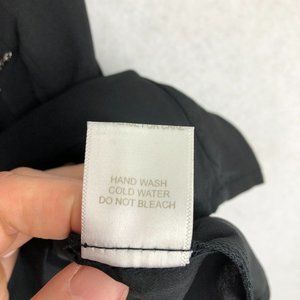 HAND WASH
COLD WATER
DO NOT BLEACH